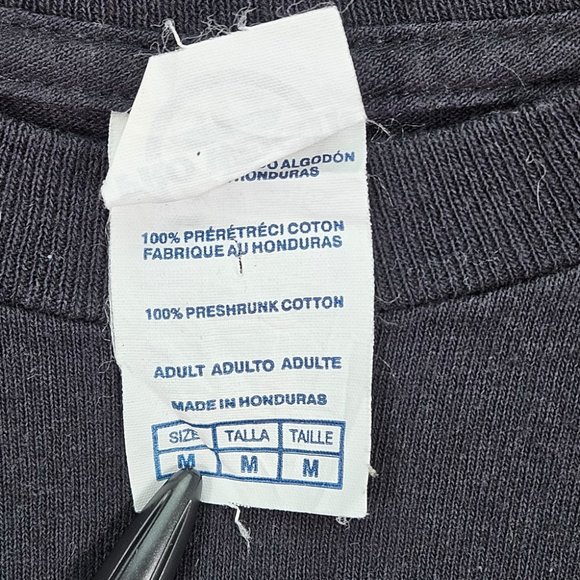 ALGODÓN
HONDURAS
100% PRÉRÉTRÉCI COTON
FABRIQUE AU HONDURAS
100% PRESHRUNK COTTON
ADULT ADULTO ADULTE
MADE IN HONDURAS
SIZE TALLA TAILLE
M M M